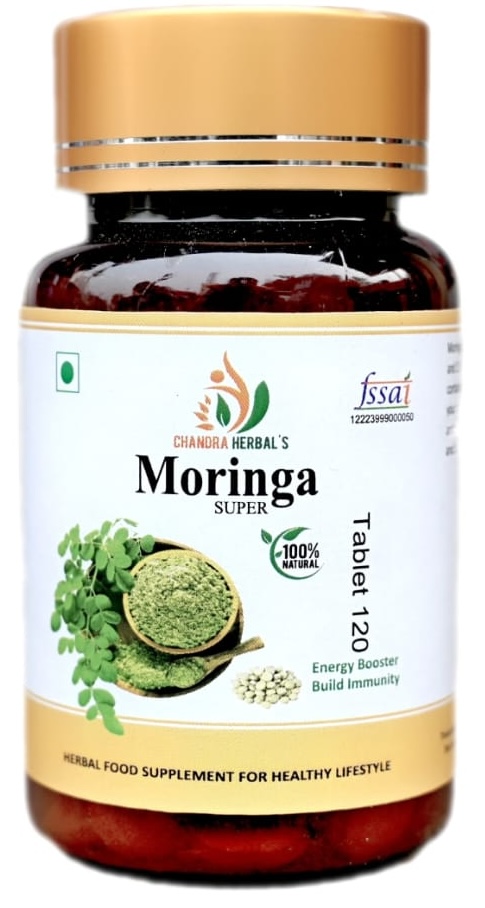 fssai
12223999000050
CHANDRA HERBAL'S
Moringa
SUPER
100%
NATURAL
Tablet 120
Energy Booster
Build Immunity
HERBAL FOOD SUPPLEMENT FOR HEALTHY LIFESTYLE